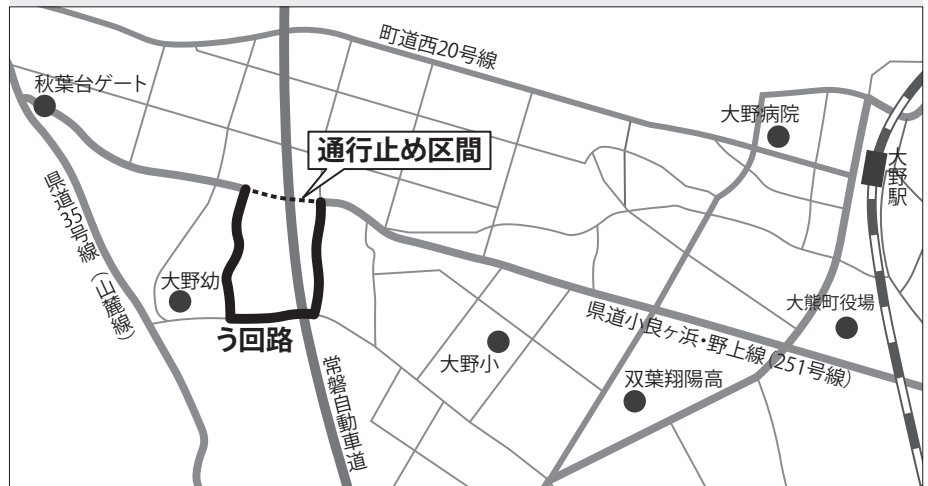 町道西20号線
秋葉台ゲート
大野病院
通行止め区間
大野駅
県道35号線（山麓線）
大野幼
う回路
大熊町役場
県道小良ヶ浜・野上線（251号線）
大野小
双葉翔陽高
常磐自動車道